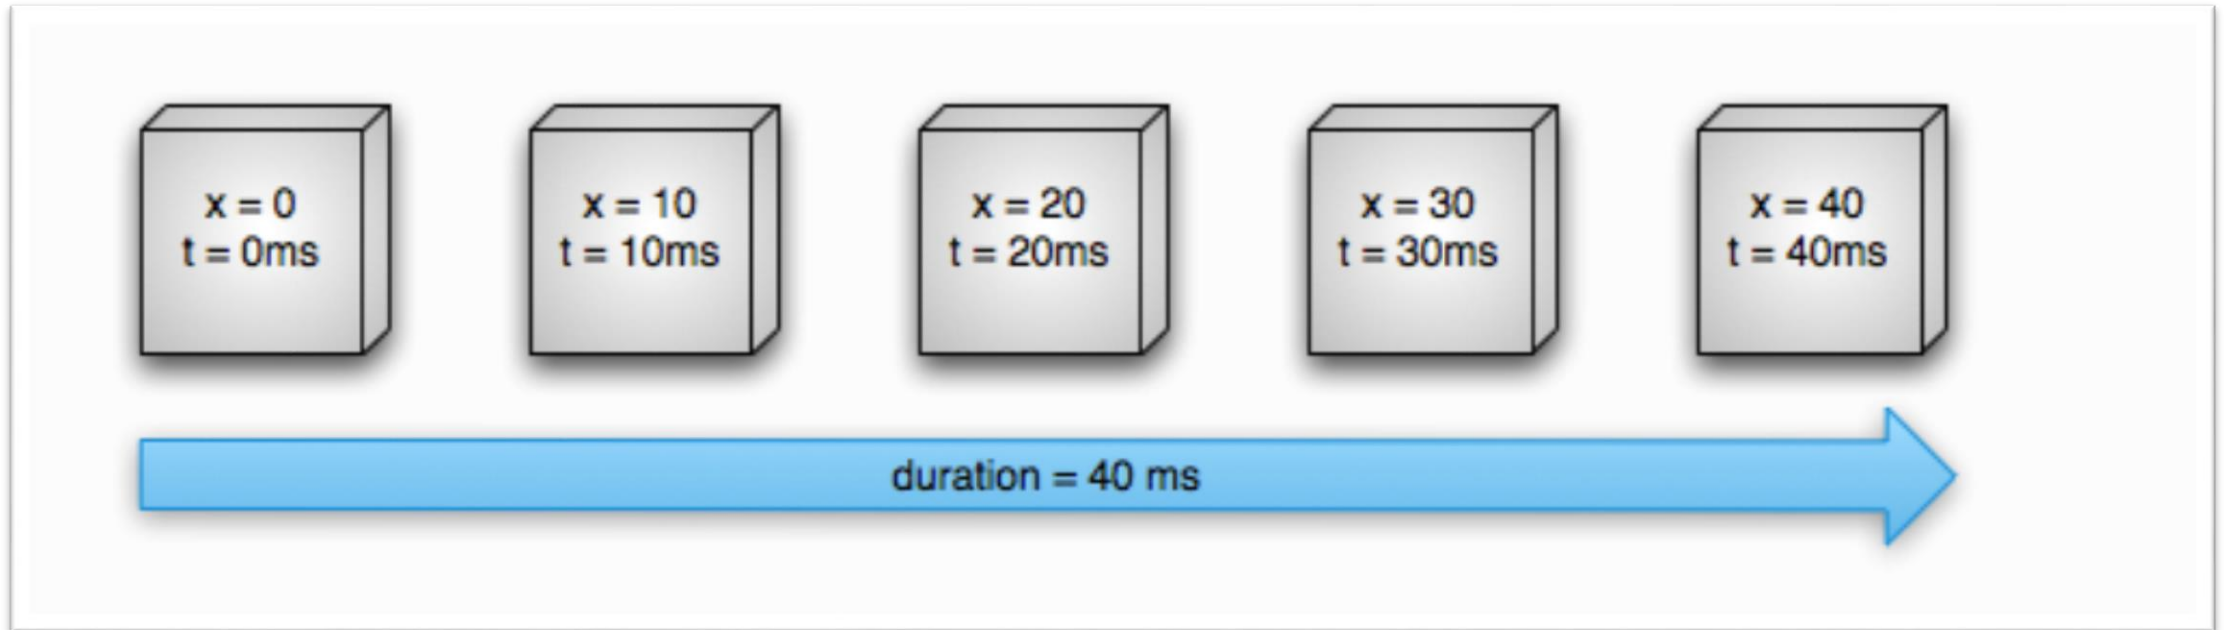 x = 0
t = 0ms
x = 10
t = 10ms
x = 20
t = 20ms
x = 30
t = 30ms
x = 40
t = 40ms
duration = 40 ms